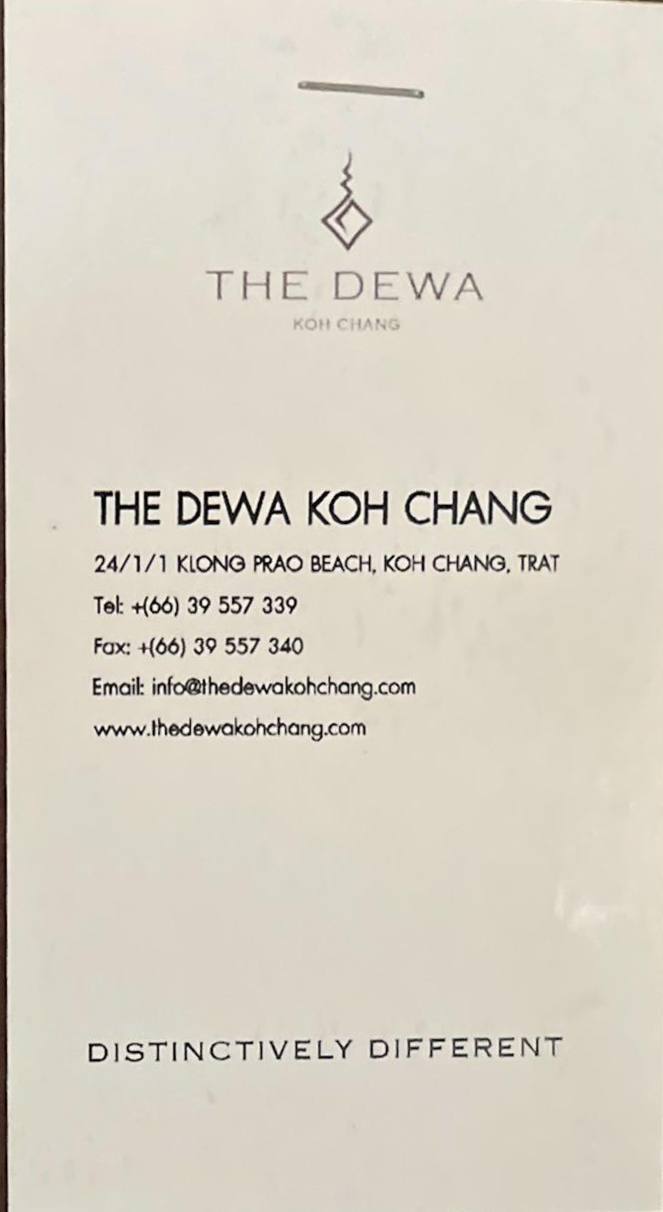 THE DEWA
KOH CHANG
THE DEWA KOH CHANG
24/1/1 KLONG PRAO BEACH, KOH CHANG, TRAT
Tel: +(66) 39 557 339
Fax: +(66) 39 557 340
Email: info@thedewakohchang.com
www.thedewakohchang.com
DISTINCTIVELY DIFFERENT